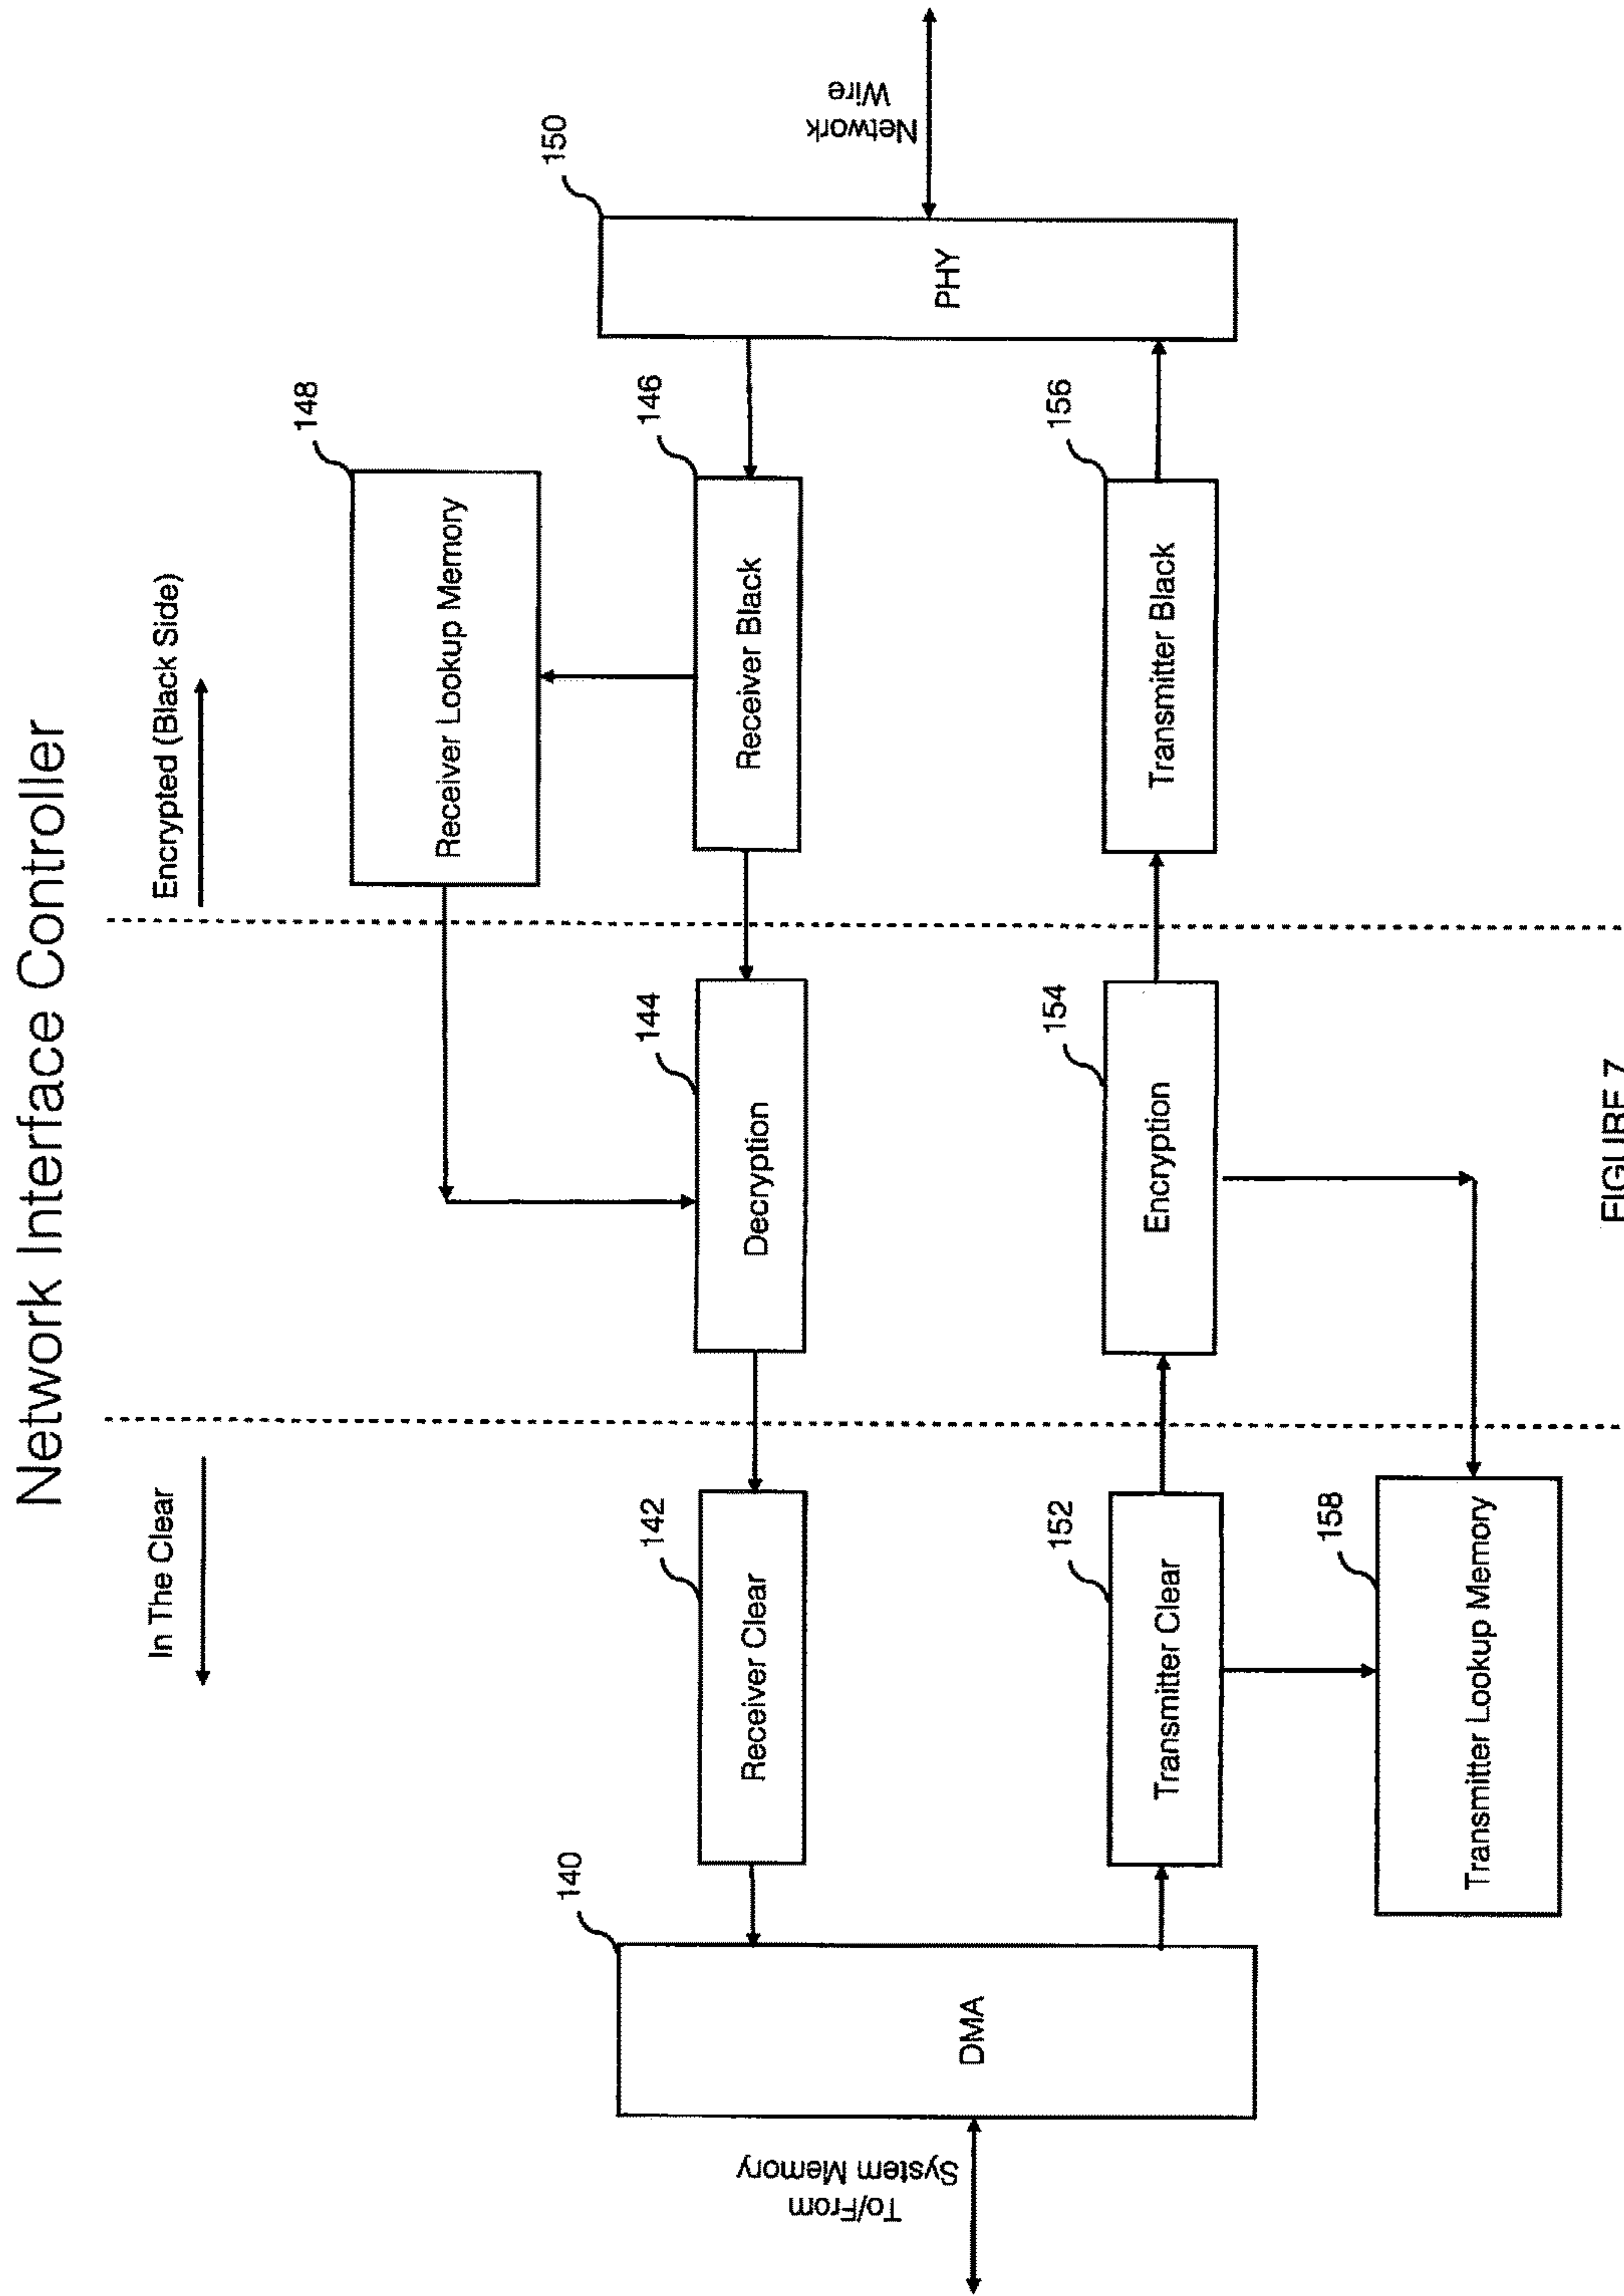 Network Interface Controller
In The Clear
Encrypted (Black Side)
148
Receiver Lookup Memory
140
142
144
146
150
Receiver Clear
Decryption
Receiver Black
To/From
System Memory
DMA
PHY
Network
Wire
152
154
156
Transmitter Clear
Encryption
Transmitter Black
158
Transmitter Lookup Memory
FIGURE 7